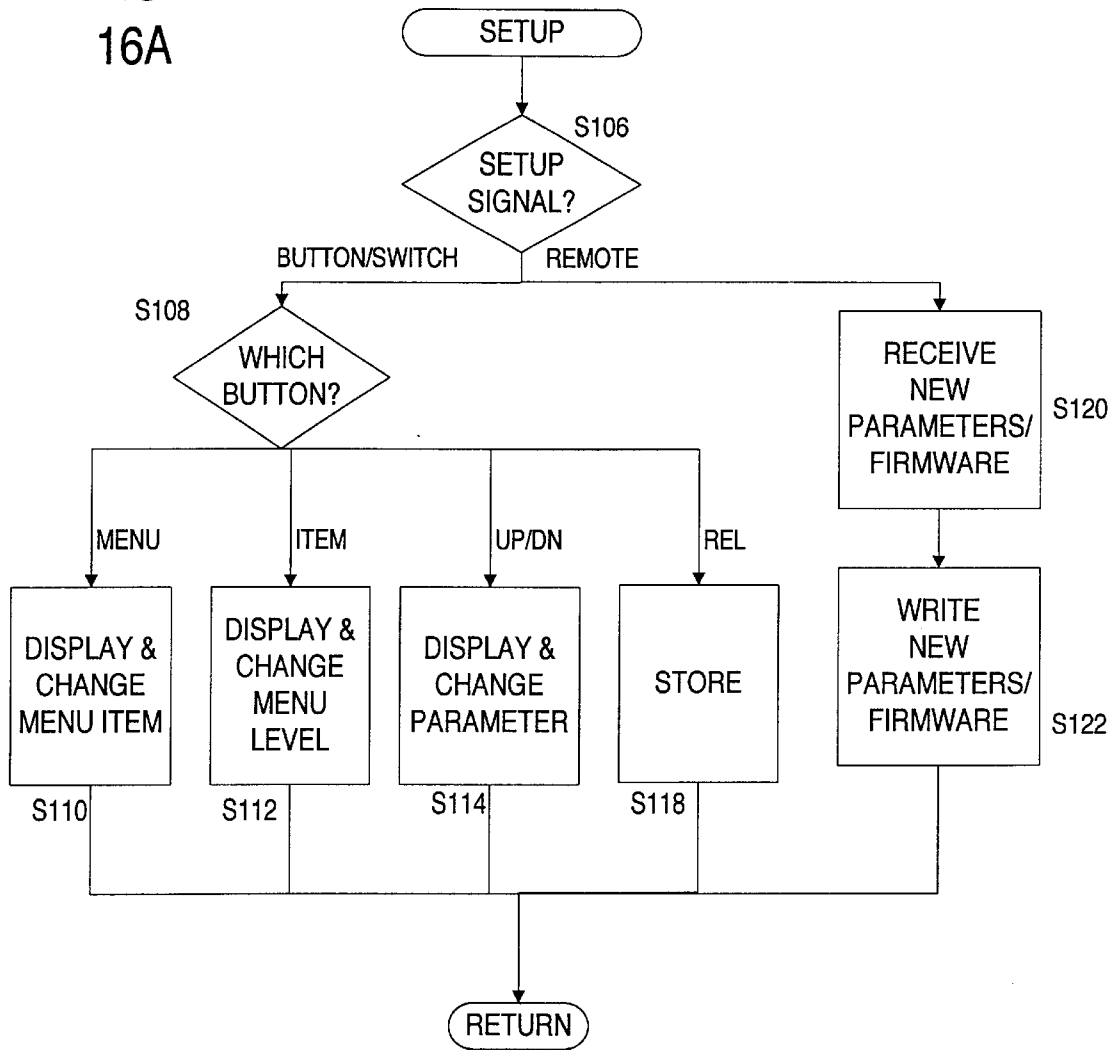 16A
SETUP
S106
SETUP
SIGNAL?
BUTTON/SWITCH
REMOTE
S108
WHICH
BUTTON?
RECEIVE
NEW
PARAMETERS/
FIRMWARE
S120
MENU
ITEM
UP/DN
REL
DISPLAY &
CHANGE
MENU ITEM
DISPLAY &
CHANGE
MENU
LEVEL
DISPLAY &
CHANGE
PARAMETER
STORE
WRITE
NEW
PARAMETERS/
FIRMWARE
S122
S110
S112
S114
S118
RETURN